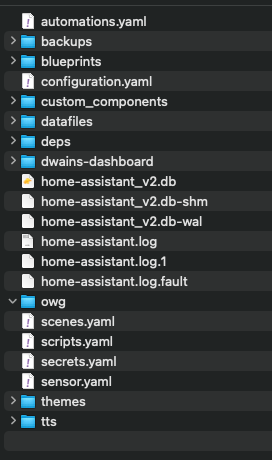 automations.yaml
backups
blueprints
configuration.yaml
custom_components
datafiles
deps
dwains-dashboard
home-assistant_v2.db
home-assistant_v2.db-shm
home-assistant_v2.db-wal
home-assistant.log
home-assistant.log.1
home-assistant.log.fault
owg
scenes.yaml
scripts.yaml
secrets.yaml
sensor.yaml
themes
tts